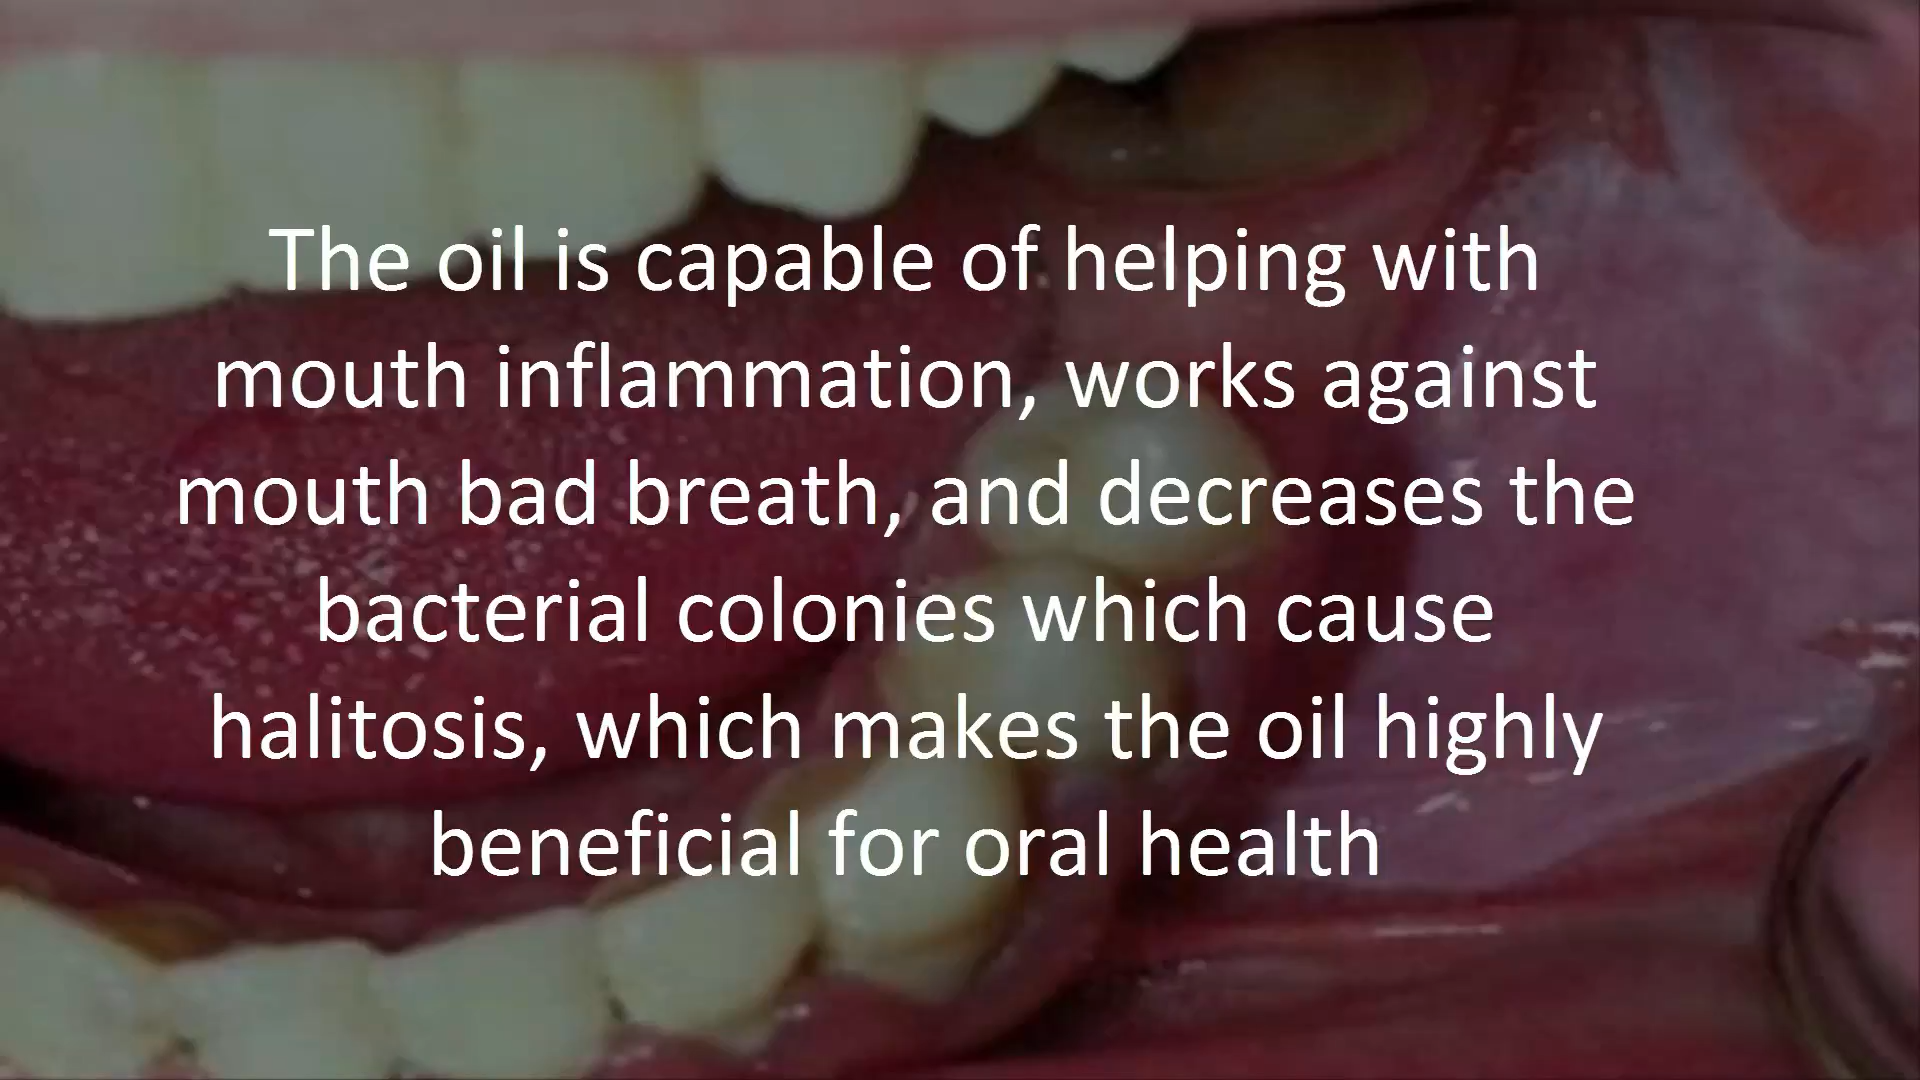 The oil is capable of helping with
mouth inflammation, works against
mouth bad breath, and decreases the
bacterial colonies which cause
halitosis, which makes the oil highly
beneficial for oral health